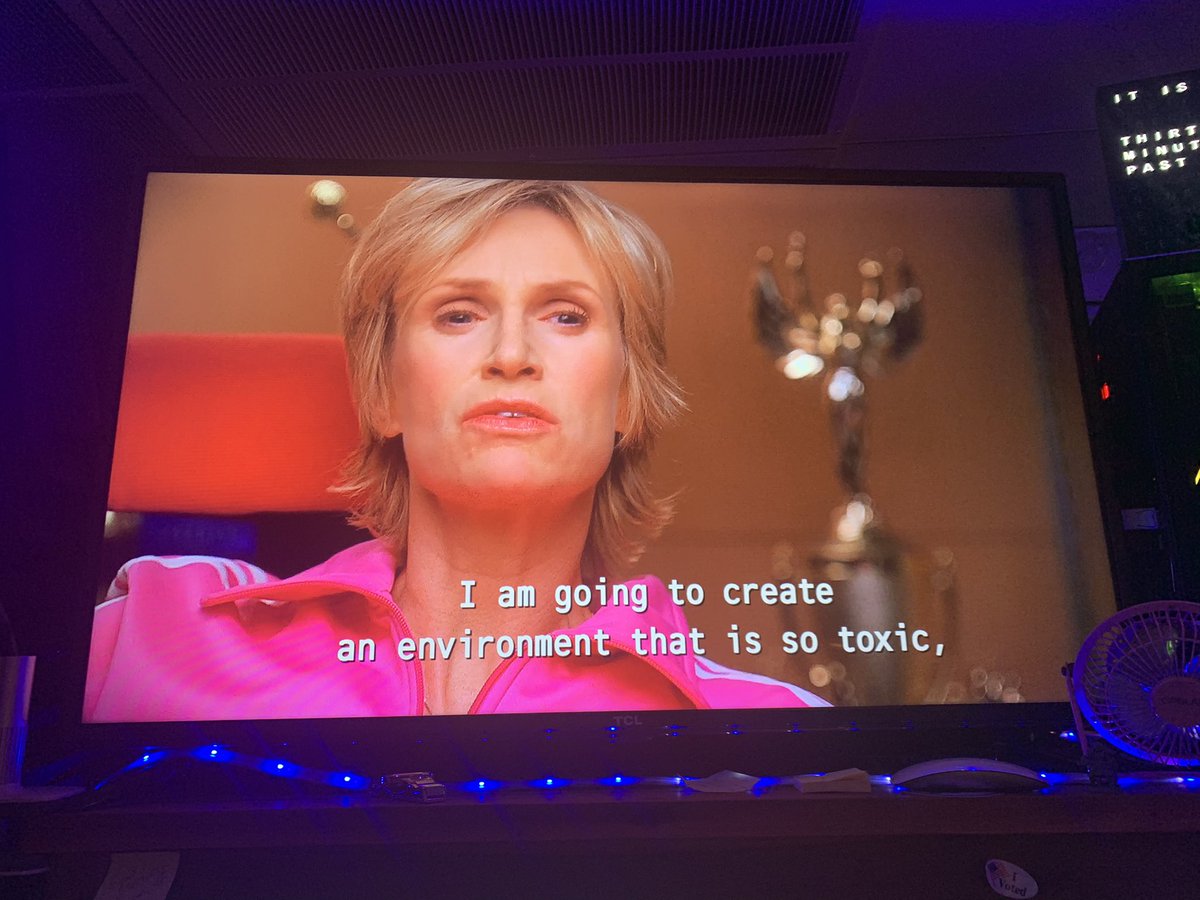 IT IS
THIRT
MINUT
PAST
I am going to create
an environment that is so toxic,
TCL
I
Voted